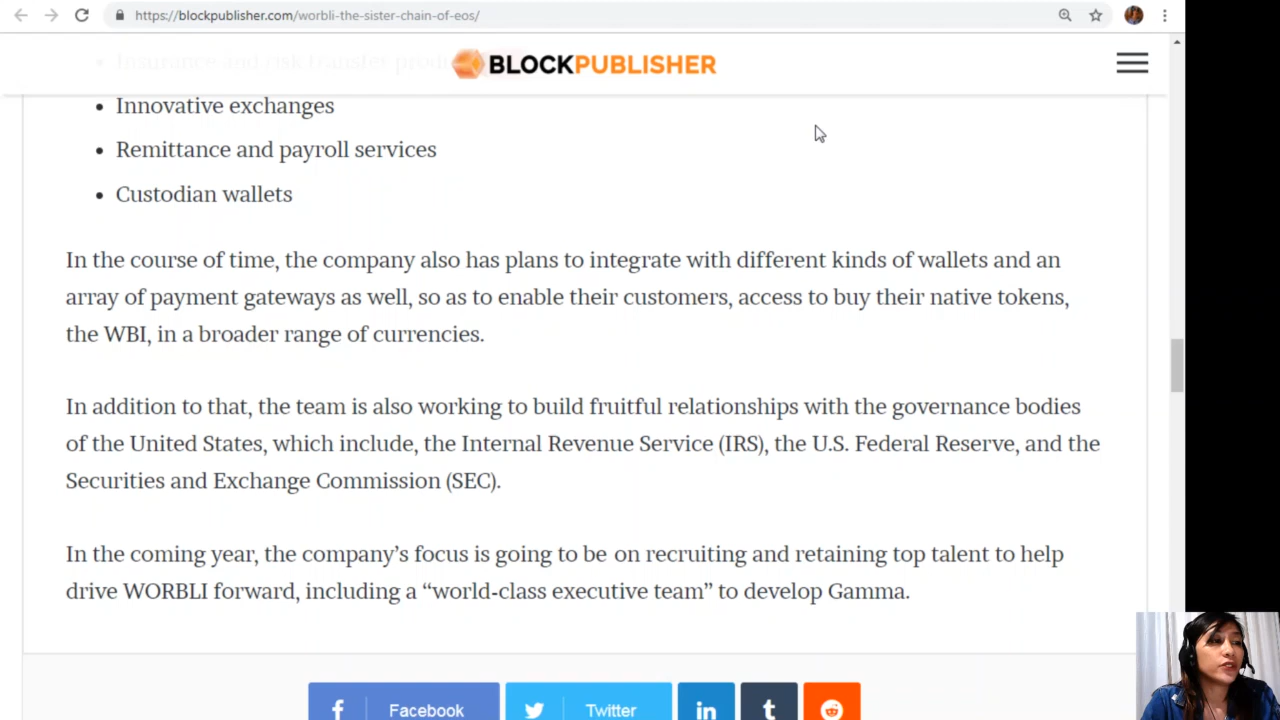 https://blockpublisher.com/worbli-the-sister-chain-of-eos/
Insurance and risk transfer
BLOCKPUBLISHER
Innovative exchanges
Remittance and payroll services
Custodian wallets
In the course of time, the company also has plans to integrate with different kinds of wallets and an
array of payment gateways as well, so as to enable their customers, access to buy their native tokens,
the WBI, in a broader range of currencies.
In addition to that, the team is also working to build fruitful relationships with the governance bodies
of the United States, which include, the Internal Revenue Service (IRS), the U.S. Federal Reserve, and the
Securities and Exchange Commission (SEC).
In the coming year, the company’s focus is going to be on recruiting and retaining top talent to help
drive WORBLI forward, including a “world-class executive team” to develop Gamma.
f Facebook Twitter in t